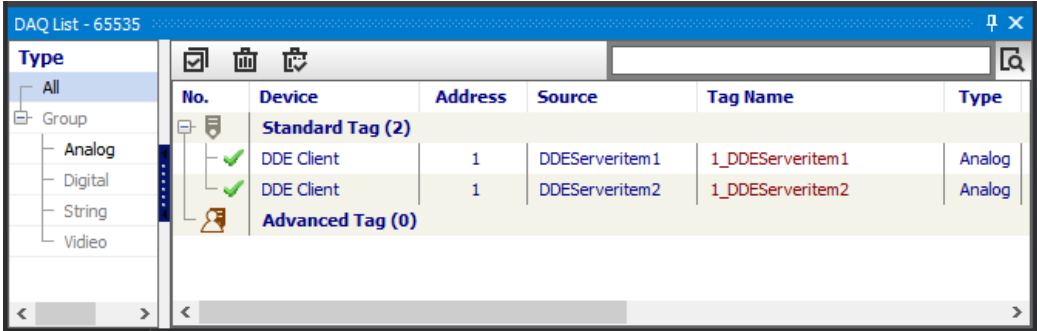 DAQ List - 65535
Type
All
Group
Analog
Digital
String
Vidieo
No. Device Address Source Tag Name Type
Standard Tag (2)
DDE Client 1 DDEServeritem1 1_DDEServeritem1 Analog
DDE Client 1 DDEServeritem2 1_DDEServeritem2 Analog
Advanced Tag (0)